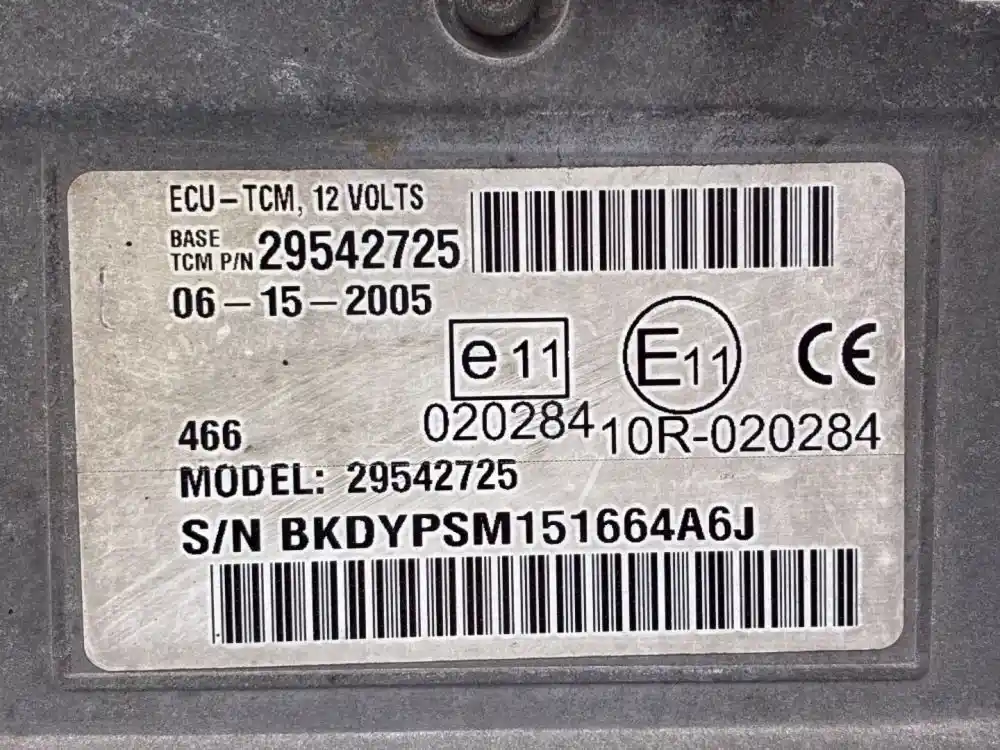 ECU-TCM, 12 VOLTS
BASE
TCM P/N 29542725
06-15-2005
e11
E11
CE
020284
10R-020284
466
MODEL: 29542725
S/N BKDYPSM151664A6J